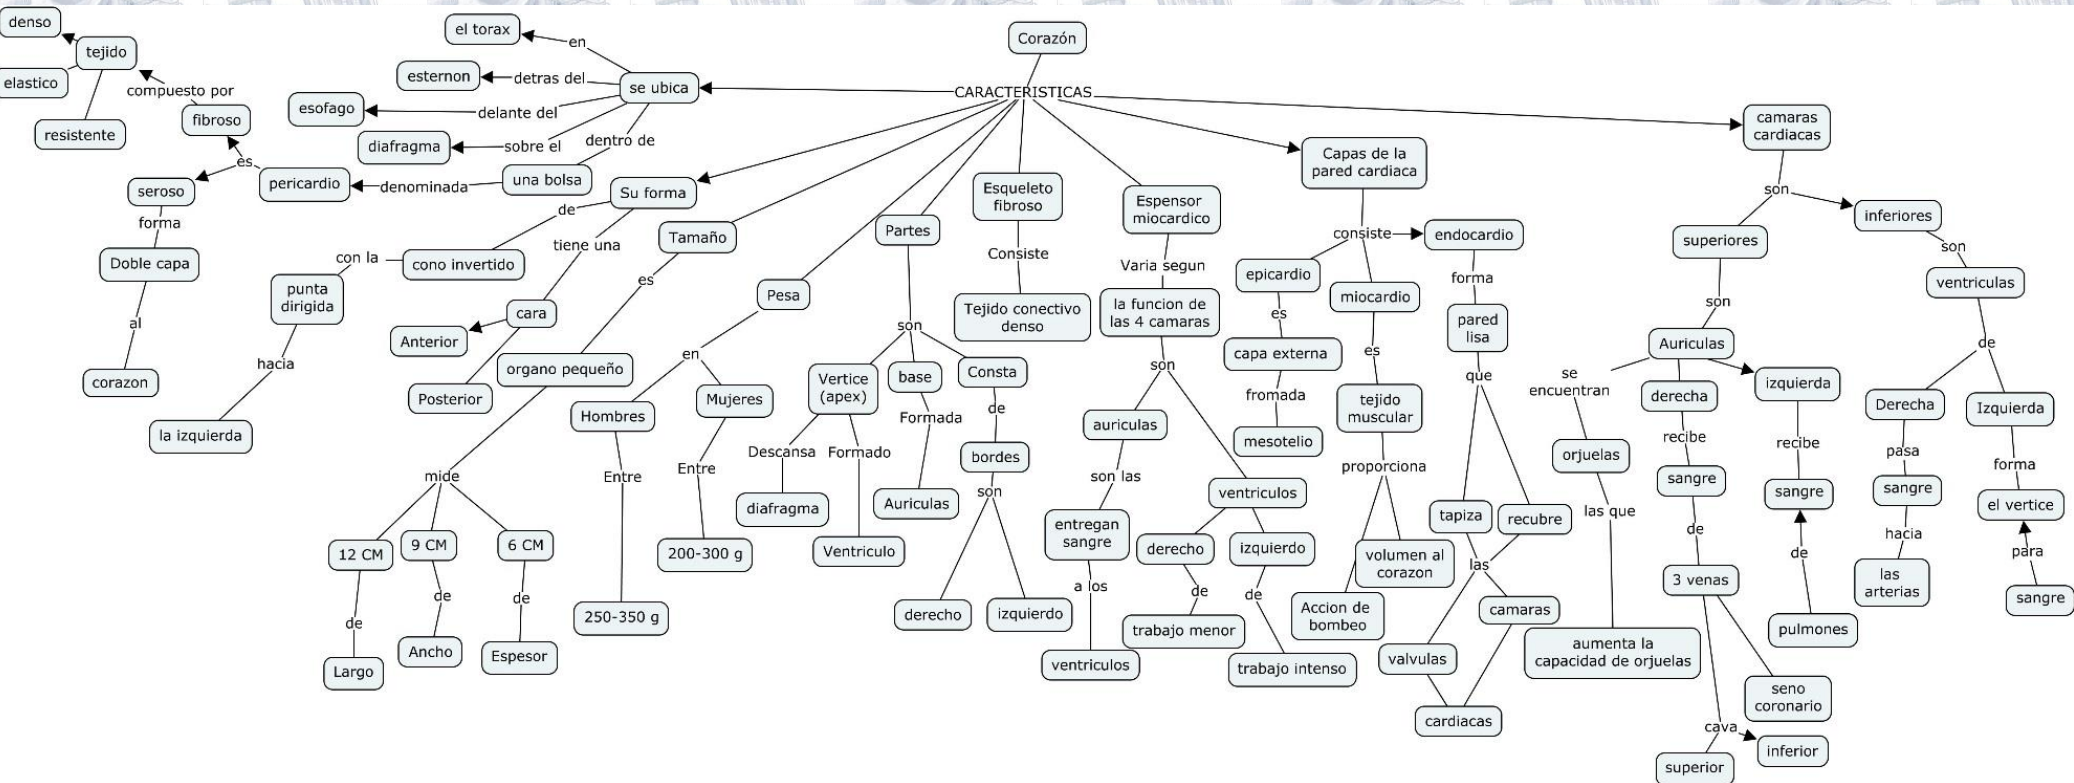 Corazón
CARACTERISTICAS
se ubica
en
el torax
detras del
esternon
delante del
esofago
sobre el
diafragma
dentro de
una bolsa
denominada
pericardio
es
fibroso
compuesto por
tejido
denso
elastico
resistente
seroso
forma
Doble capa
al
corazon
Su forma
de
cono invertido
con la
punta
dirigida
hacia
la izquierda
tiene una
cara
Anterior
Posterior
Tamaño
es
organo pequeño
mide
12 CM
de
Largo
9 CM
de
Ancho
6 CM
de
Espesor
Pesa
en
Hombres
Entre
250-350 g
Mujeres
Entre
200-300 g
Partes
son
Vertice
(apex)
Descansa
diafragma
Formado
Ventriculo
base
Formada
Auriculas
Consta
de
bordes
son
derecho
izquierdo
Esqueleto
fibroso
Consiste
Tejido conectivo
denso
Espensor
miocardico
Varia segun
la funcion de
las 4 camaras
son
auriculas
son las
entregan
sangre
a los
ventriculos
ventriculos
derecho
de
trabajo menor
izquierdo
de
trabajo intenso
Capas de la
pared cardiaca
consiste
epicardio
es
capa externa
fromada
mesotelio
miocardio
es
tejido
muscular
proporciona
Accion de
bombeo
volumen al
corazon
endocardio
forma
pared
lisa
que
tapiza
recubre
las
valvulas
camaras
cardiacas
camaras
cardiacas
son
superiores
son
Auriculas
se
encuentran
orjuelas
las que
aumenta la
capacidad de orjuelas
derecha
recibe
sangre
de
3 venas
cava
superior
inferior
seno
coronario
izquierda
recibe
sangre
de
pulmones
inferiores
son
ventriculas
de
Derecha
pasa
sangre
hacia
las
arterias
Izquierda
forma
el vertice
para
sangre